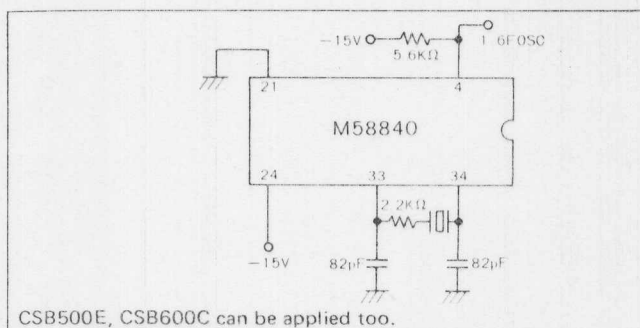 -15V
1 6FOSC
5.6KΩ
21
4
M58840
24
33
34
2.2KΩ
-15V
82pF
82pF
CSB500E, CSB600C can be applied too.